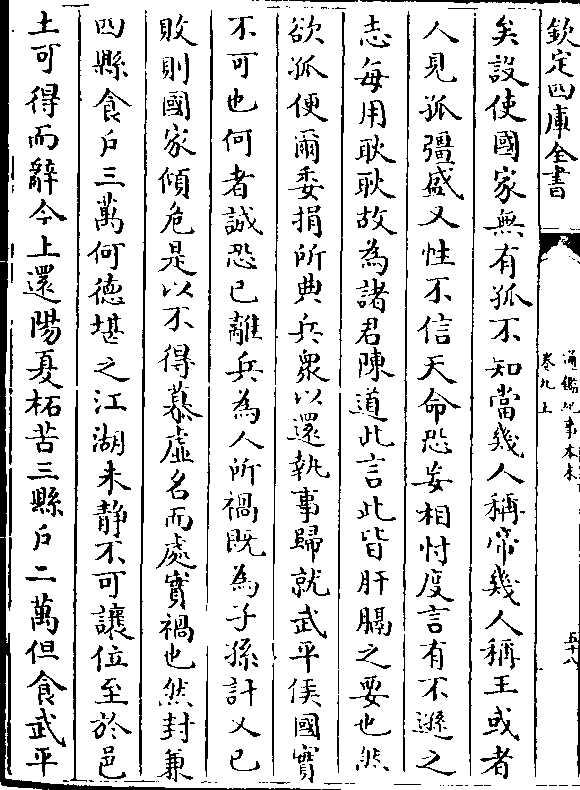 欽定四庫全書
通鑑紀事本末
卷九上
五十八
矣設使國家無有孤不知當幾人稱帝幾人稱王或者
人見孤彊盛又性不信天命恐妄相忖度言有不遜之
志每用耿耿故為諸君陳道此言此皆肝膈之要也然
欲孤便爾委捐所典兵衆以還執事歸就武平侯國實
不可也何者誠恐已離兵為人所禍既為子孫計又已
敗則國家傾危是以不得慕虛名而處實禍也然封兼
四縣食户三萬何德堪之江湖未靜不可讓位至於邑
土可得而辭今上還陽夏柘苦三縣户二萬但食武平